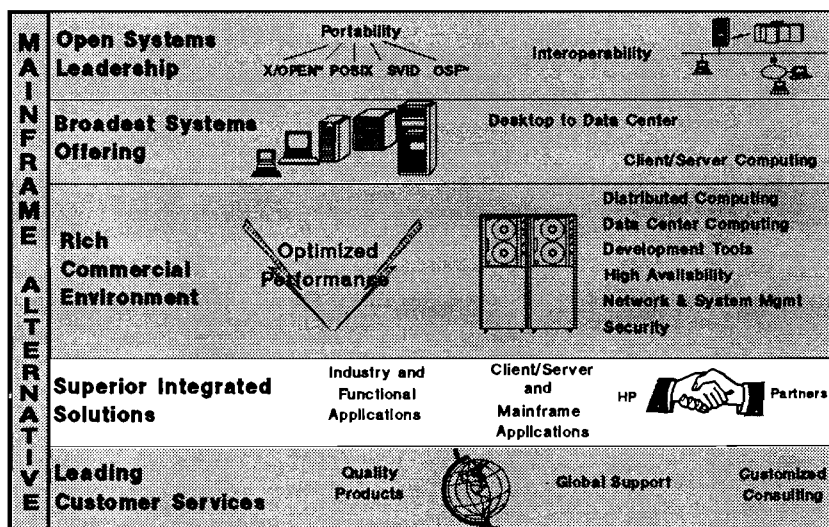 MAINFRAME ALTERNATIVE
Open Systems
Leadership
Portability
X/OPEN™ POSIX SVID OSF™
Interoperability
Broadest Systems
Offering
Desktop to Data Center
Client/Server Computing
Rich
Commercial
Environment
Optimized
Performance
Distributed Computing
Data Center Computing
Development Tools
High Availability
Network & System Mgmt
Security
Superior Integrated
Solutions
Industry and
Functional
Applications
Client/Server
and
Mainframe
Applications
HP
Partners
Leading
Customer Services
Quality
Products
Global Support
Customized
Consulting